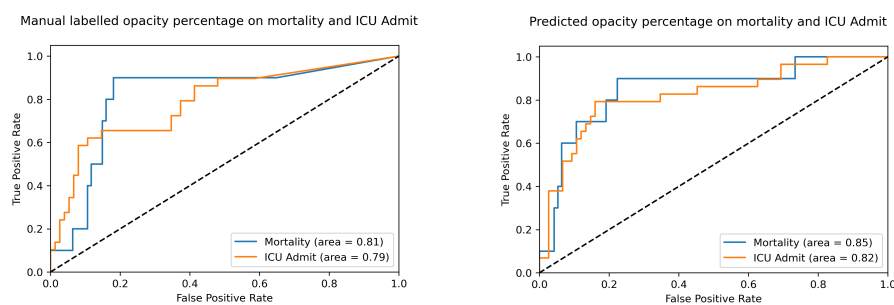 Manual labelled opacity percentage on mortality and ICU Admit
1.0
0.8
0.6
0.4
0.2
0.0
True Positive Rate
0.0 0.2 0.4 0.6 0.8 1.0
False Positive Rate
Mortality (area = 0.81)
ICU Admit (area = 0.79)
Predicted opacity percentage on mortality and ICU Admit
1.0
0.8
0.6
0.4
0.2
0.0
True Positive Rate
0.0 0.2 0.4 0.6 0.8 1.0
False Positive Rate
Mortality (area = 0.85)
ICU Admit (area = 0.82)